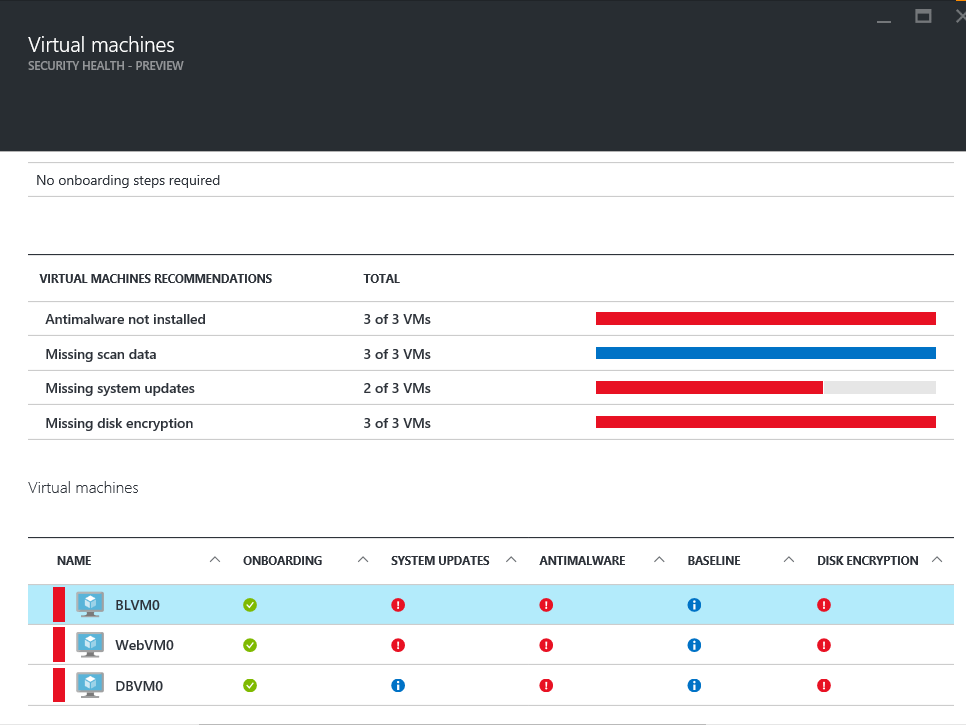 Virtual machines
SECURITY HEALTH - PREVIEW
No onboarding steps required
VIRTUAL MACHINES RECOMMENDATIONS TOTAL
Antimalware not installed 3 of 3 VMs
Missing scan data 3 of 3 VMs
Missing system updates 2 of 3 VMs
Missing disk encryption 3 of 3 VMs
Virtual machines
NAME ONBOARDING SYSTEM UPDATES ANTIMALWARE BASELINE DISK ENCRYPTION
BLVM0
WebVM0
DBVM0